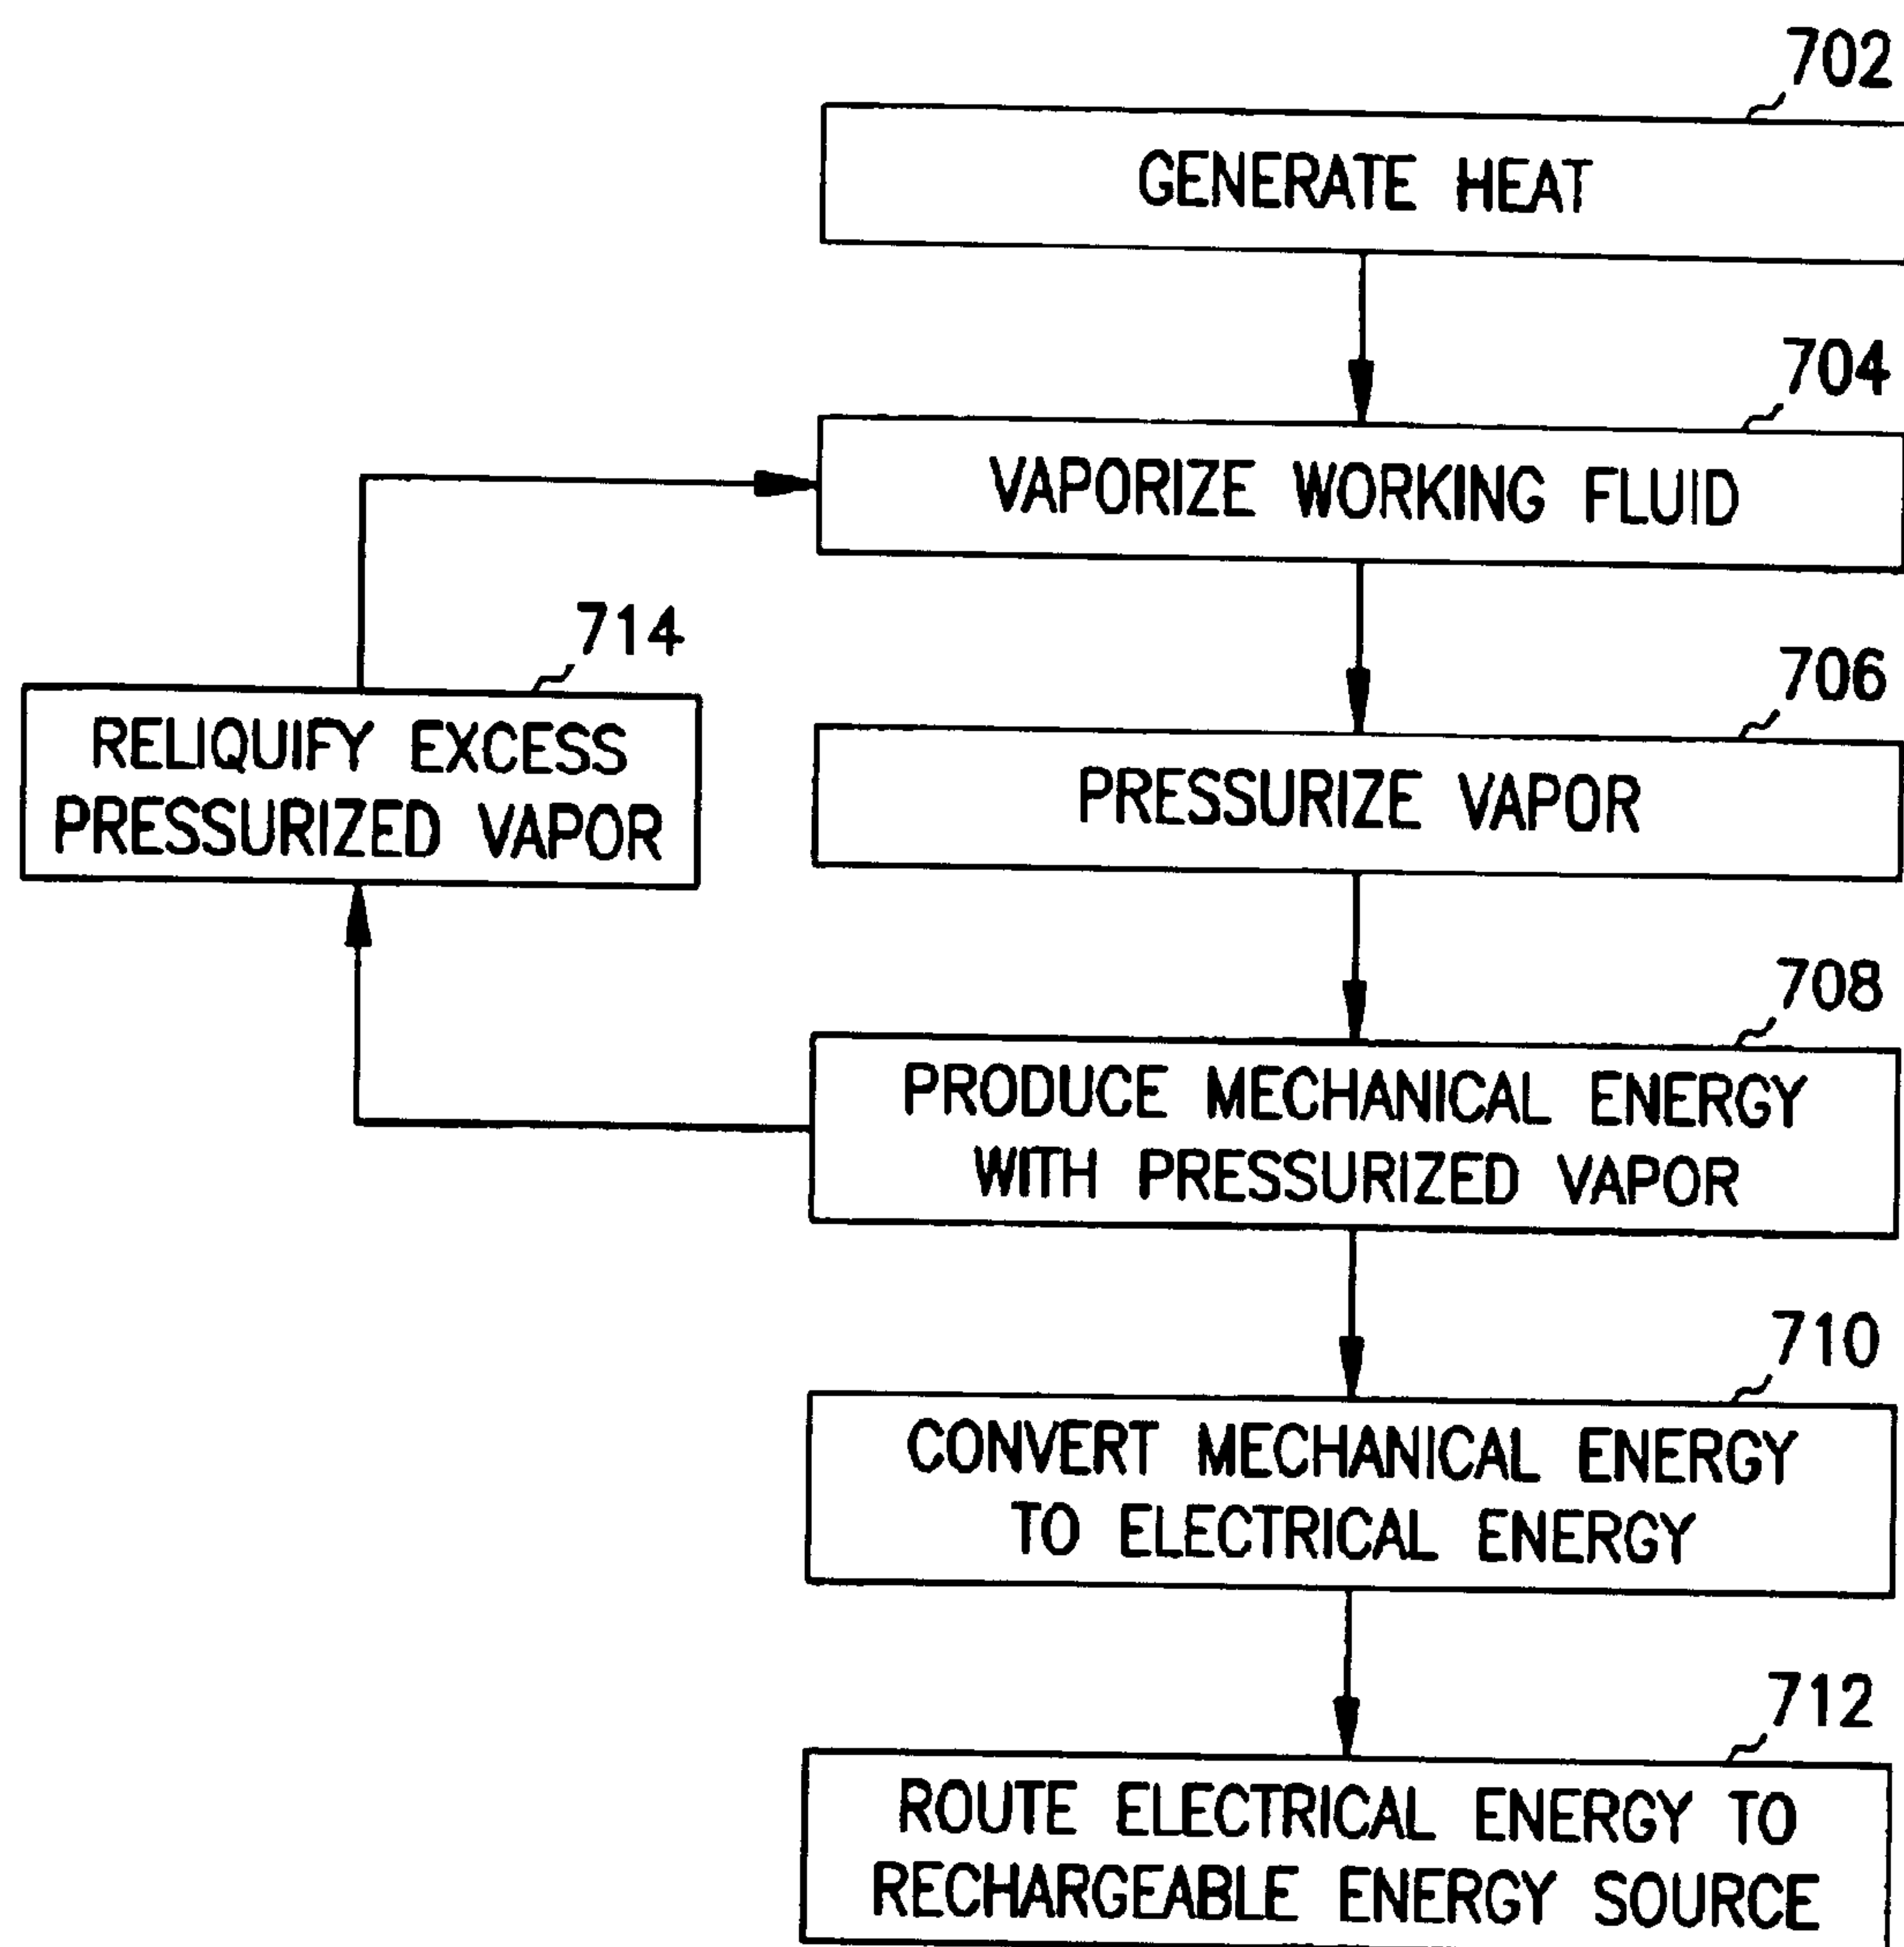 702
GENERATE HEAT
704
VAPORIZE WORKING FLUID
714
RELIQUIFY EXCESS
PRESSURIZED VAPOR
706
PRESSURIZE VAPOR
708
PRODUCE MECHANICAL ENERGY
WITH PRESSURIZED VAPOR
710
CONVERT MECHANICAL ENERGY
TO ELECTRICAL ENERGY
712
ROUTE ELECTRICAL ENERGY TO
RECHARGEABLE ENERGY SOURCE